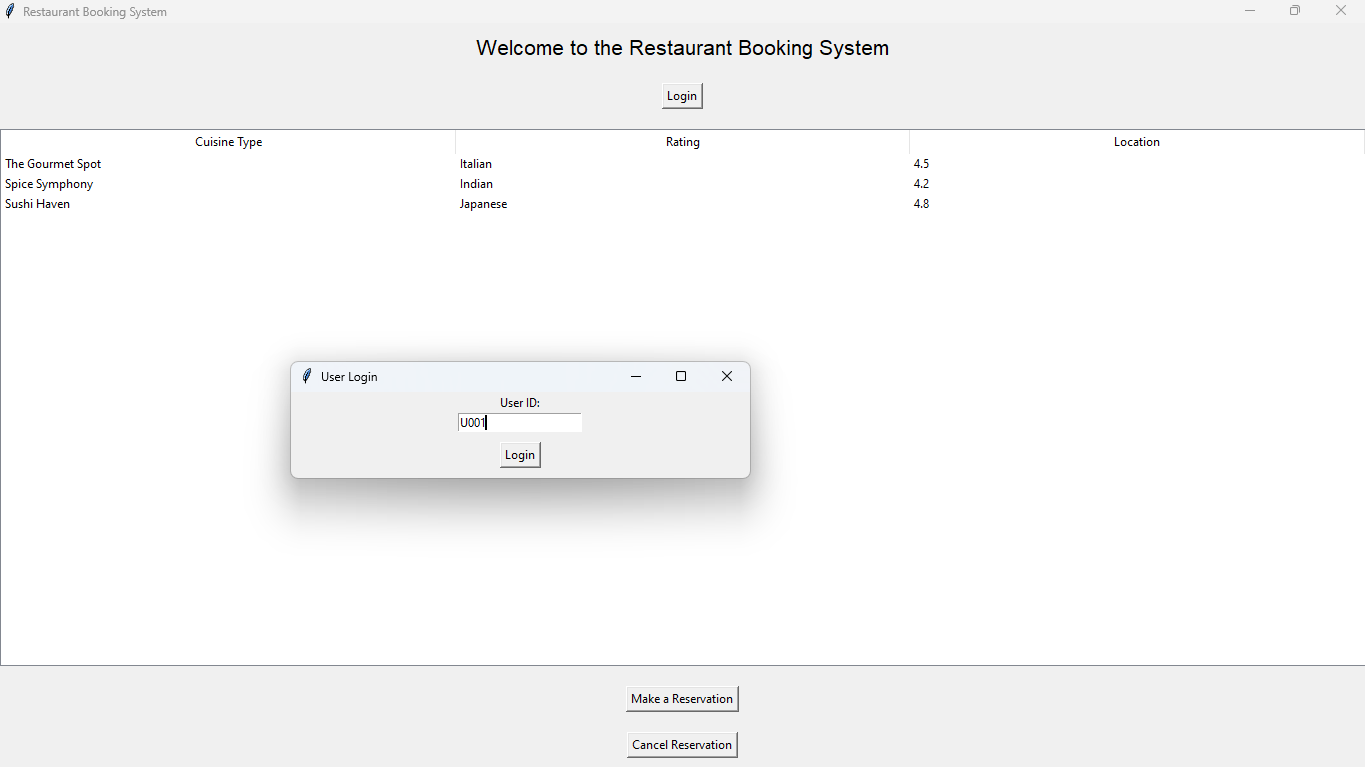 Restaurant Booking System
Welcome to the Restaurant Booking System
Login
Cuisine Type Rating Location
The Gourmet Spot Italian 4.5
Spice Symphony Indian 4.2
Sushi Haven Japanese 4.8
User Login
User ID:
U001
Login
Make a Reservation
Cancel Reservation